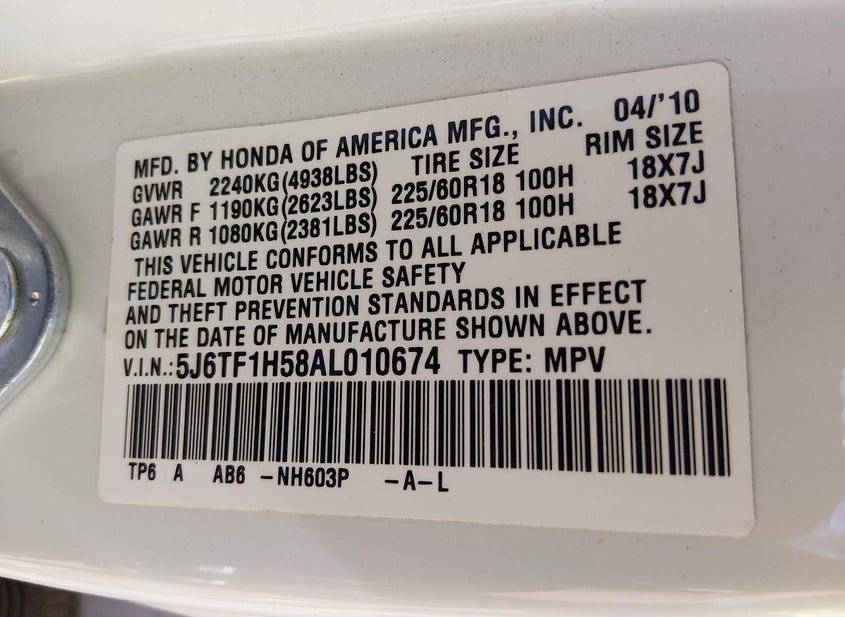 MFD. BY HONDA OF AMERICA MFG., INC. 04/'10
GVWR 2240KG(4938LBS) TIRE SIZE RIM SIZE
GAWR F 1190KG(2623LBS) 225/60R18 100H 18X7J
GAWR R 1080KG(2381LBS) 225/60R18 100H 18X7J
THIS VEHICLE CONFORMS TO ALL APPLICABLE
FEDERAL MOTOR VEHICLE SAFETY
AND THEFT PREVENTION STANDARDS IN EFFECT
ON THE DATE OF MANUFACTURE SHOWN ABOVE.
V.I.N.:5J6TF1H58AL010674 TYPE: MPV
TP6 A AB6 -NH603P -A-L